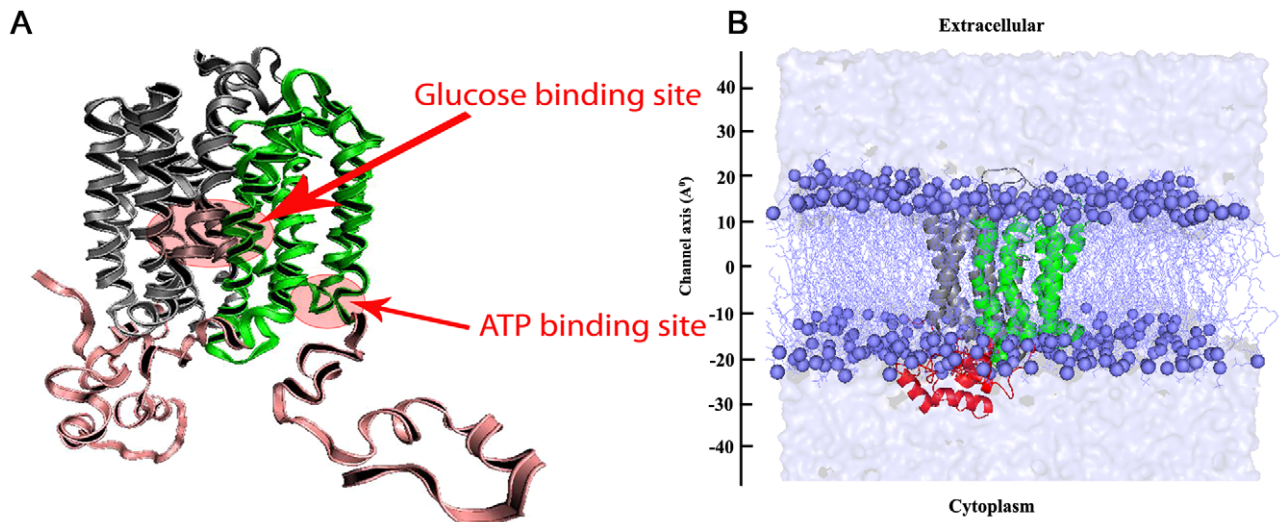 A
Glucose binding site
ATP binding site
B
Extracellular
Channel axis (A⁰)
40
30
20
10
0
-10
-20
-30
-40
Cytoplasm